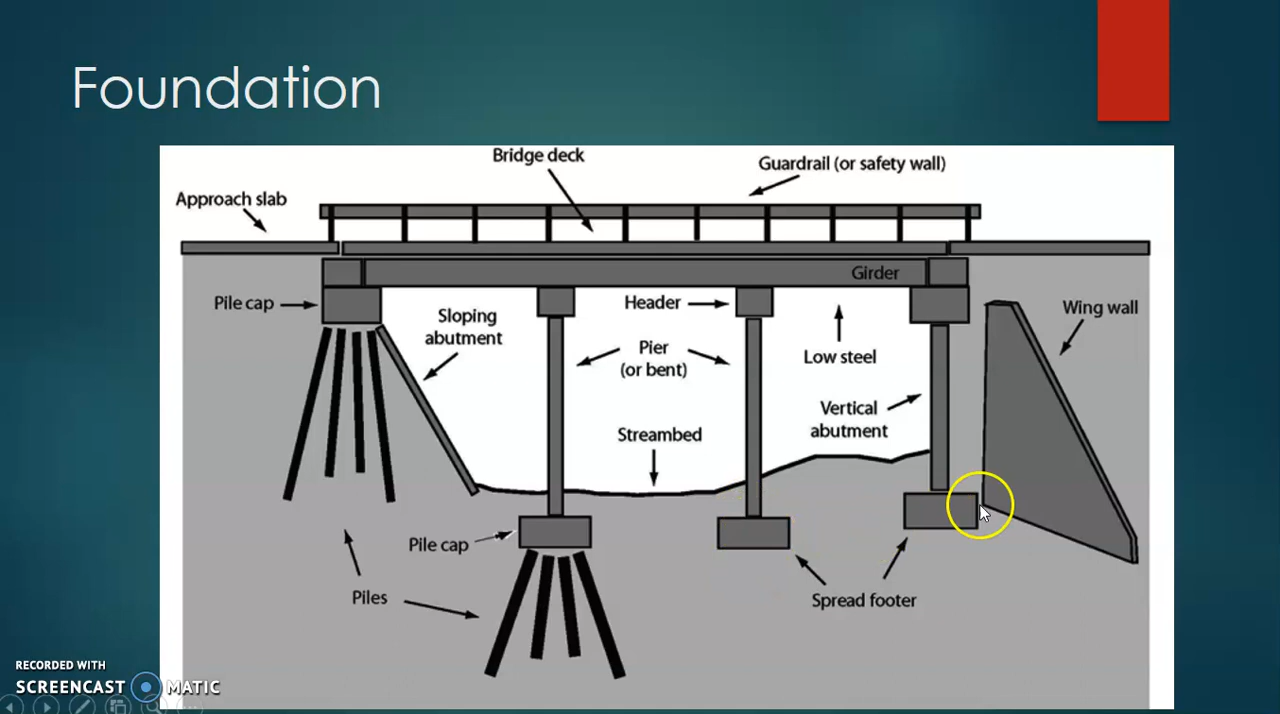 Foundation
Bridge deck
Guardrail (or safety wall)
Approach slab
Girder
Pile cap
Header
Wing wall
Sloping
abutment
Pier
(or bent)
Low steel
Vertical
abutment
Streambed
Pile cap
Piles
Spread footer
RECORDED WITH
SCREENCAST MATIC